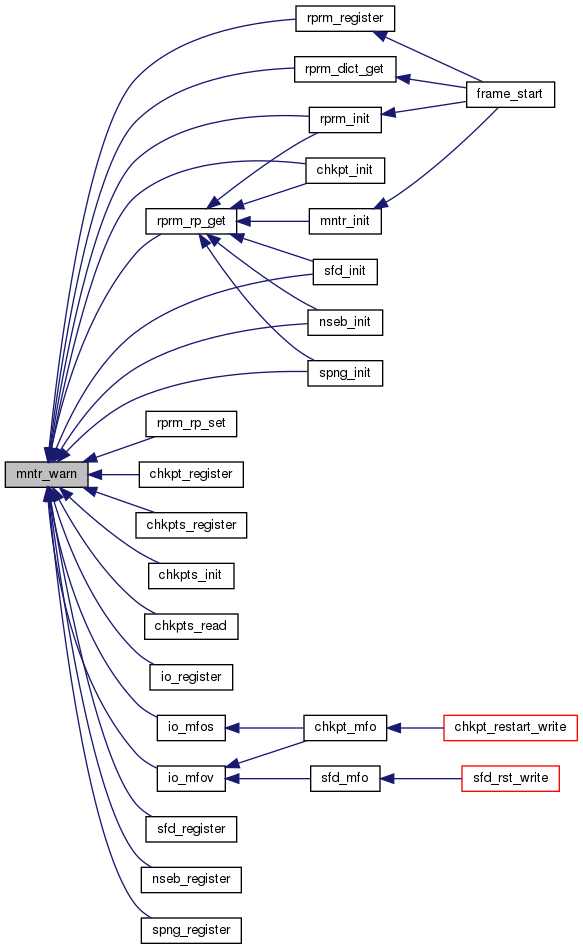 rprm_register
rprm_dict_get
frame_start
rprm_init
chkpt_init
rprm_rp_get
mntr_init
sfd_init
nseb_init
spng_init
rprm_rp_set
mntr_warn
chkpt_register
chkpts_register
chkpts_init
chkpts_read
io_register
io_mfos
chkpt_mfo
chkpt_restart_write
io_mfov
sfd_mfo
sfd_rst_write
sfd_register
nseb_register
spng_register